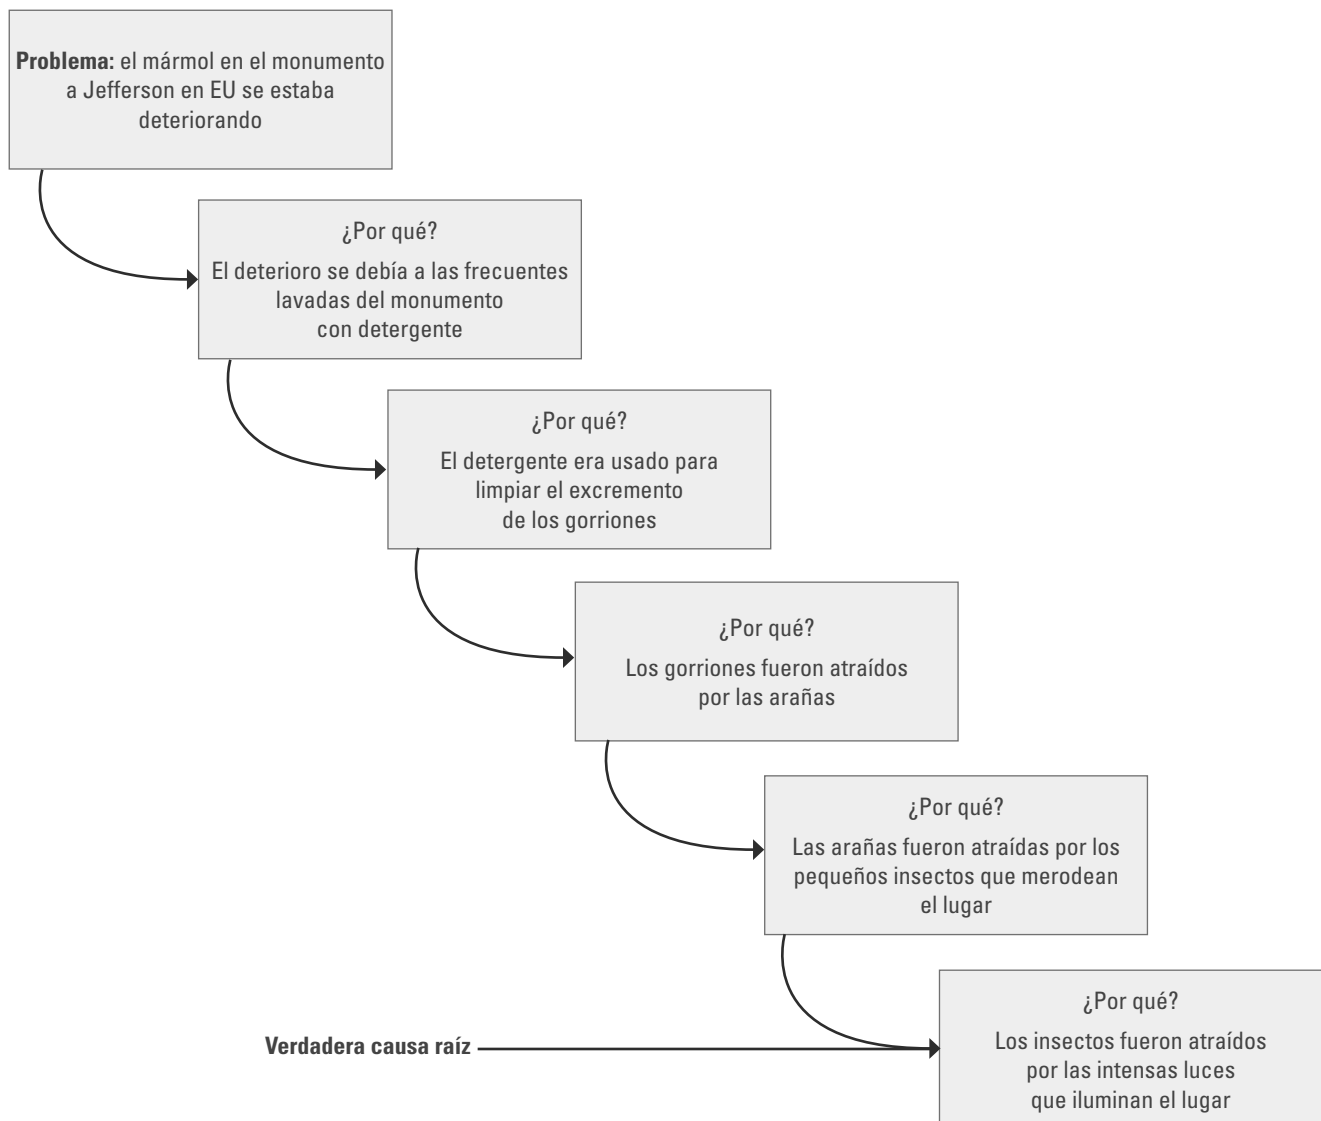 Problema: el mármol en el monumento
a Jefferson en EU se estaba
deteriorando
¿Por qué?
El deterioro se debía a las frecuentes
lavadas del monumento
con detergente
¿Por qué?
El detergente era usado para
limpiar el excremento
de los gorriones
¿Por qué?
Los gorriones fueron atraídos
por las arañas
¿Por qué?
Las arañas fueron atraídas por los
pequeños insectos que merodean
el lugar
Verdadera causa raíz
¿Por qué?
Los insectos fueron atraídos
por las intensas luces
que iluminan el lugar